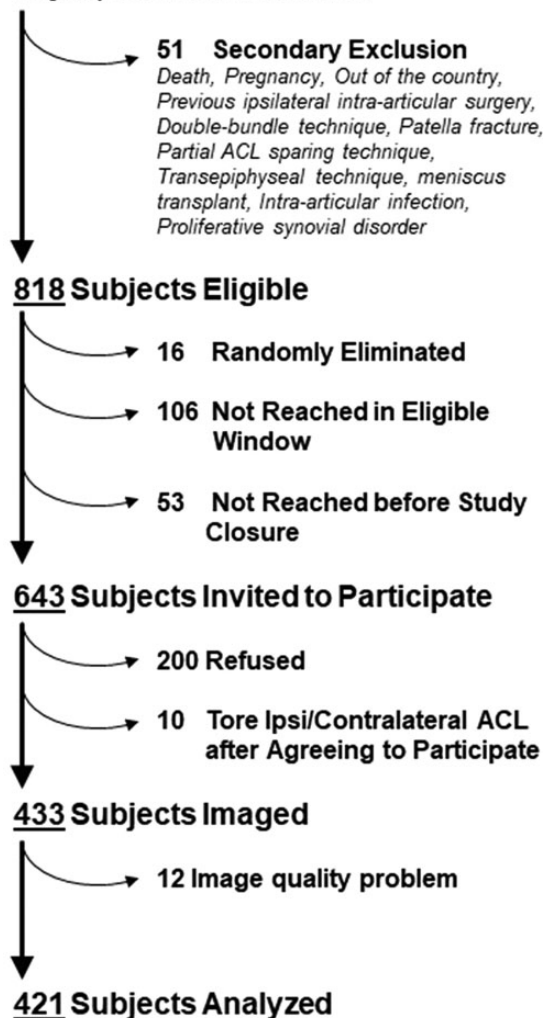 51 Secondary Exclusion
Death, Pregnancy, Out of the country,
Previous ipsilateral intra-articular surgery,
Double-bundle technique, Patella fracture,
Partial ACL sparing technique,
Transepiphyseal technique, meniscus
transplant, Intra-articular infection,
Proliferative synovial disorder
818 Subjects Eligible
16 Randomly Eliminated
106 Not Reached in Eligible
Window
53 Not Reached before Study
Closure
643 Subjects Invited to Participate
200 Refused
10 Tore Ipsi/Contralateral ACL
after Agreeing to Participate
433 Subjects Imaged
12 Image quality problem
421 Subjects Analyzed